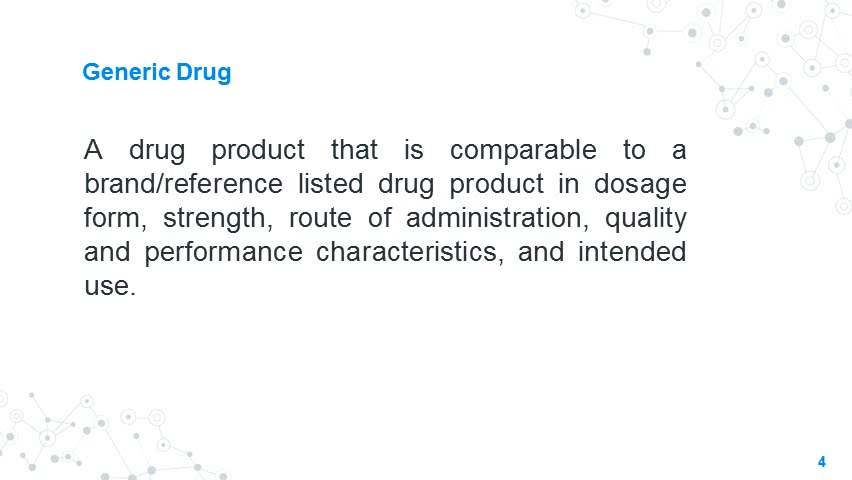 Generic Drug
A drug product that is comparable to a
brand/reference listed drug product in dosage
form, strength, route of administration, quality
and performance characteristics, and intended
use.
4